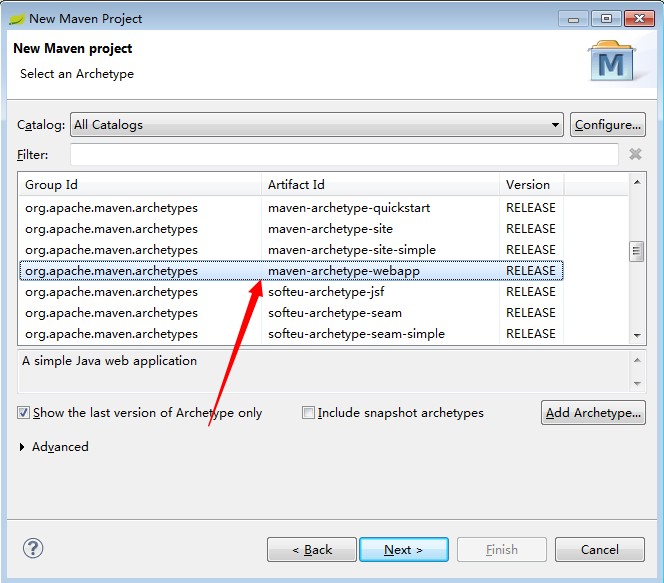 New Maven Project
New Maven project
Select an Archetype
M
Catalog: All Catalogs Configure...
Filter:
Group Id Artifact Id Version
org.apache.maven.archetypes maven-archetype-quickstart RELEASE
org.apache.maven.archetypes maven-archetype-site RELEASE
org.apache.maven.archetypes maven-archetype-site-simple RELEASE
org.apache.maven.archetypes maven-archetype-webapp RELEASE
org.apache.maven.archetypes softeu-archetype-jsf RELEASE
org.apache.maven.archetypes softeu-archetype-seam RELEASE
org.apache.maven.archetypes softeu-archetype-seam-simple RELEASE
A simple Java web application
Show the last version of Archetype only Include snapshot archetypes Add Archetype...
Advanced
? < Back Next > Finish Cancel